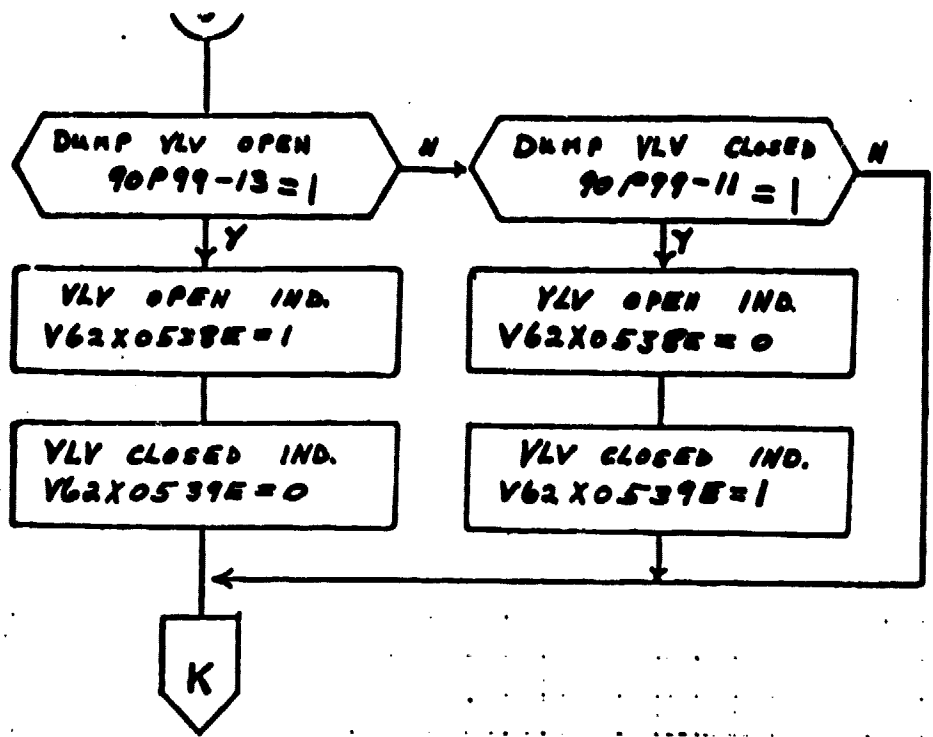 DUMP VLV OPEN
90P99-13=1
N
DUMP VLV CLOSED
90P99-11=1
N
Y
Y
VLV OPEN IND.
V62X0538E=1
VLV OPEN IND.
V62X0538E=0
VLV CLOSED IND.
V62X0539E=0
VLV CLOSED IND.
V62X0539E=1
K